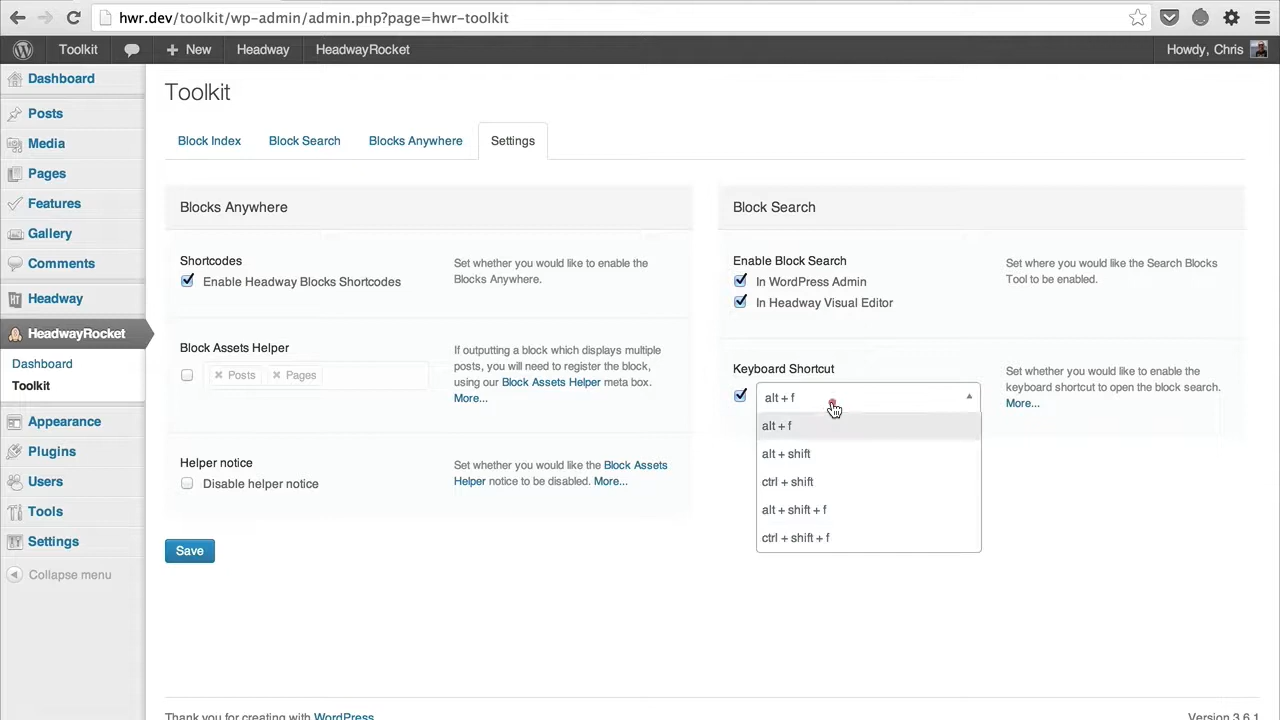 hwr.dev/toolkit/wp-admin/admin.php?page=hwr-toolkit
Toolkit
New
Headway
HeadwayRocket
Howdy, Chris
Dashboard
Posts
Media
Pages
Features
Gallery
Comments
Headway
HeadwayRocket
Dashboard
Toolkit
Appearance
Plugins
Users
Tools
Settings
Collapse menu
Toolkit
Block Index
Block Search
Blocks Anywhere
Settings
Blocks Anywhere
Shortcodes
Enable Headway Blocks Shortcodes
Set whether you would like to enable the
Blocks Anywhere.
Block Assets Helper
Posts
Pages
If outputting a block which displays multiple
posts, you will need to register the block,
using our Block Assets Helper meta box.
More...
Helper notice
Disable helper notice
Set whether you would like the Block Assets
Helper notice to be disabled. More...
Save
Block Search
Enable Block Search
In WordPress Admin
In Headway Visual Editor
Set where you would like the Search Blocks
Tool to be enabled.
Keyboard Shortcut
alt + f
alt + f
alt + shift
ctrl + shift
alt + shift + f
ctrl + shift + f
Set whether you would like to enable the
keyboard shortcut to open the block search.
More...
Thank you for creating with WordPress
Version 3.6.1